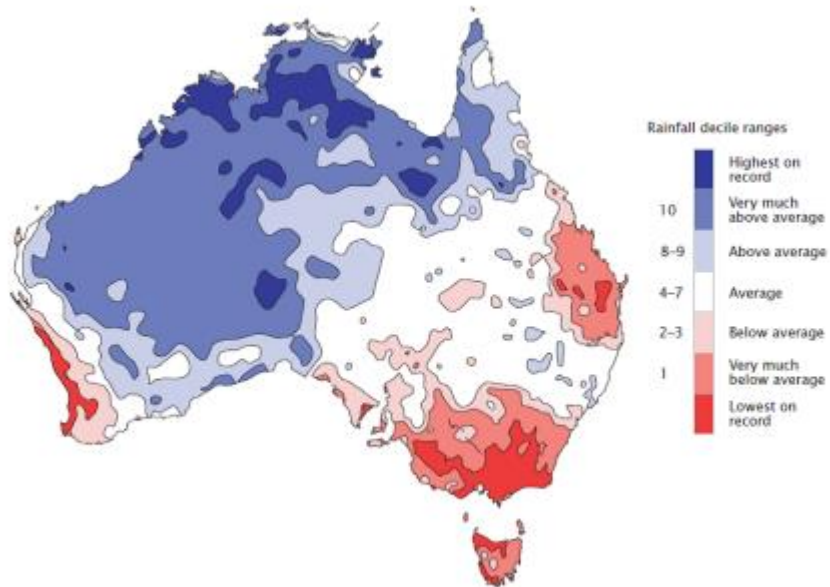 Rainfall decile ranges
Highest on
record
10
Very much
above average
8–9
Above average
4–7
Average
2–3
Below average
1
Very much
below average
Lowest on
record